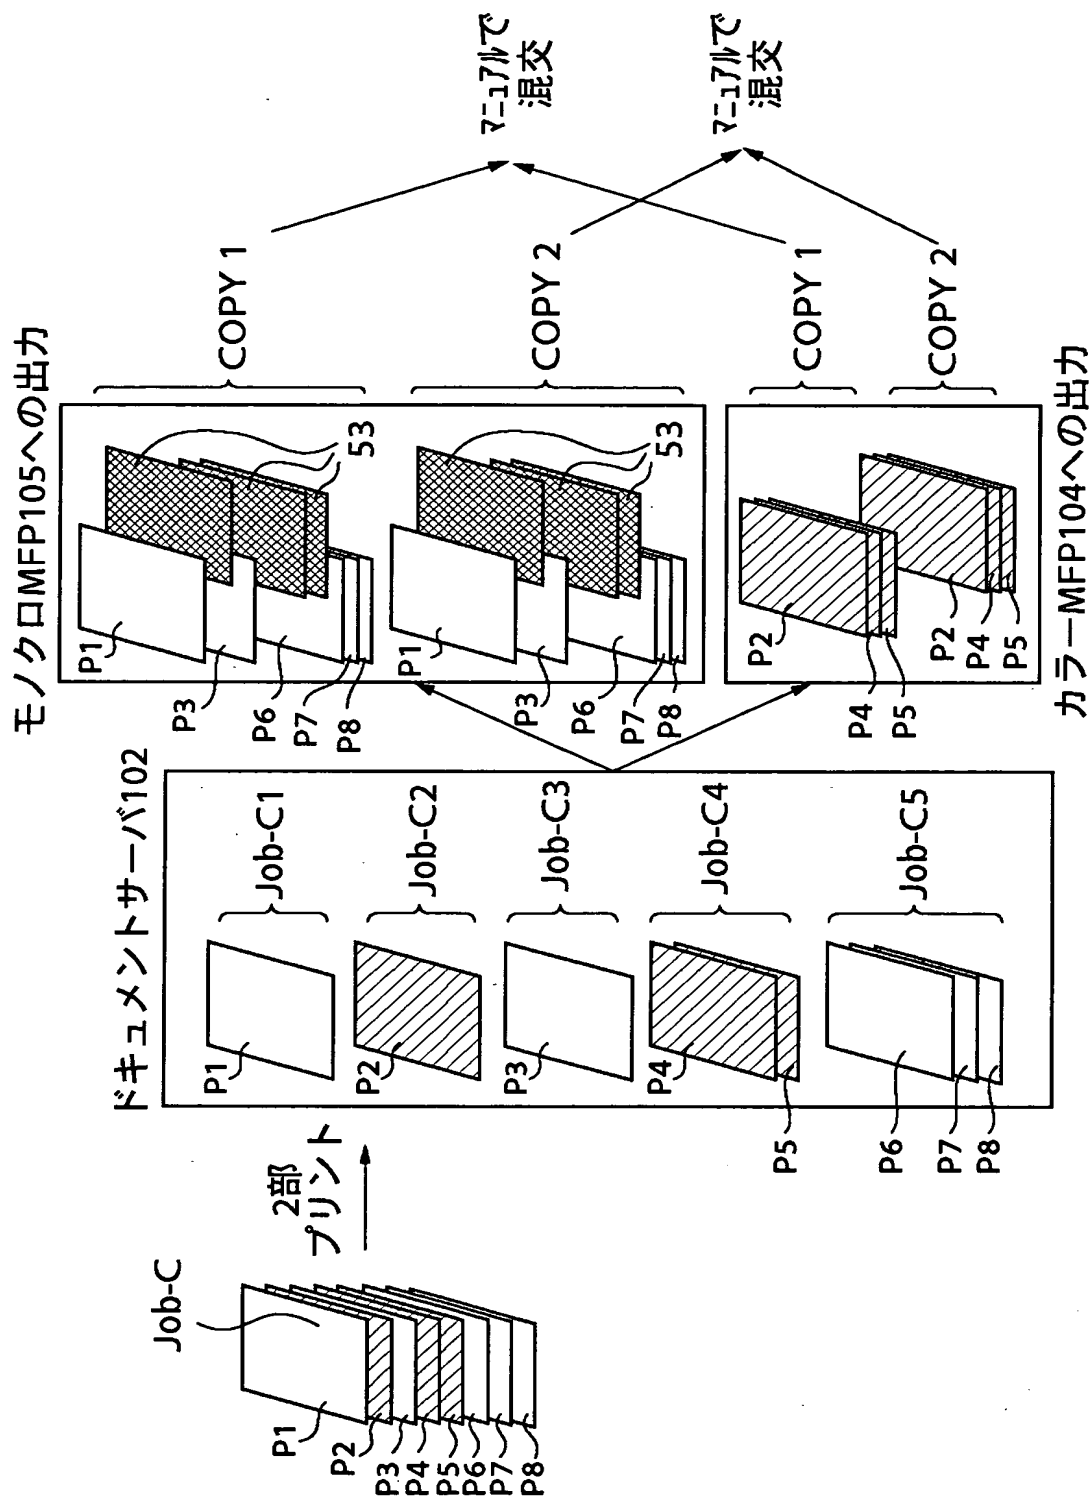 Job-C
P1
P2
P3
P4
P5
P6
P7
P8
2部
プリント
ドキュメントサーバ102
P1
Job-C1
P2
Job-C2
P3
Job-C3
P4
P5
Job-C4
P6
P7
P8
Job-C5
モノクロMFP105への出力
P1
P3
P6
P7
P8
53
COPY 1
P1
P3
P6
P7
P8
53
COPY 2
P2
P4
P5
COPY 1
P2
P4
P5
COPY 2
カラーMFP104への出力
マニュアルで
混交
マニュアルで
混交